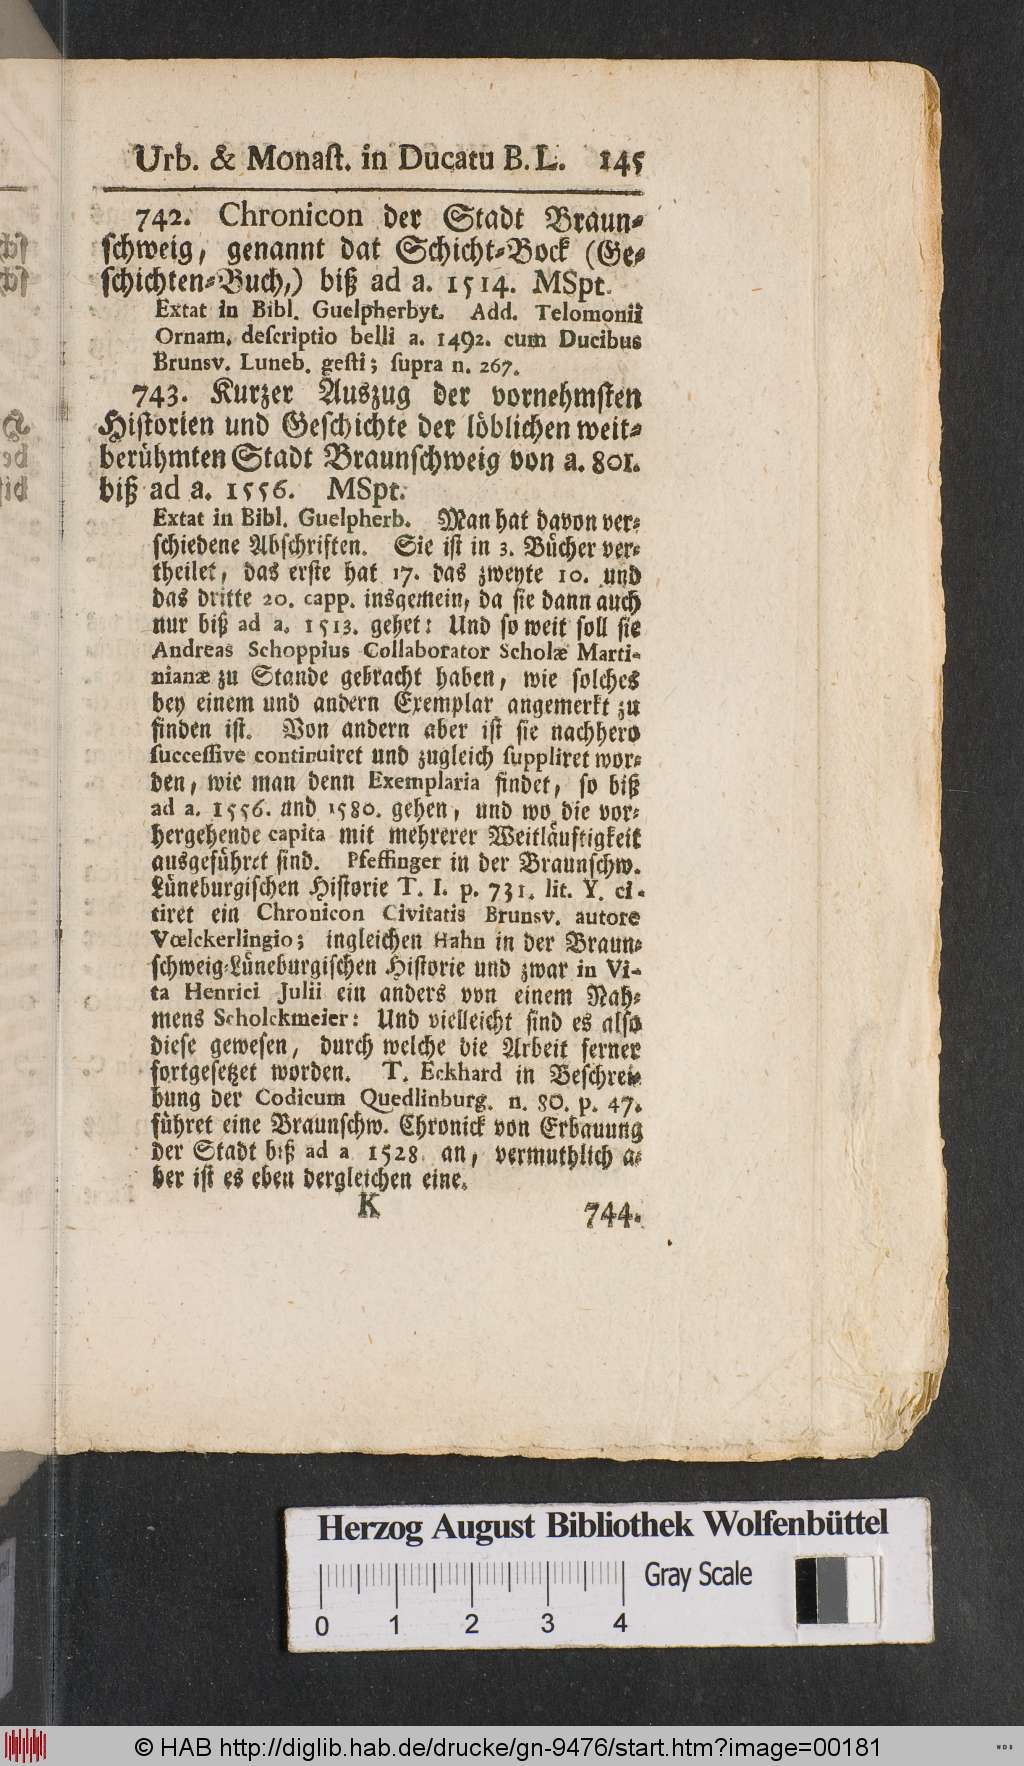 Urb. & Monaſt. in Ducatu B. L. 145
742. Chronicon der Stadt Braun-
ſchweig, genannt dat Schicht-Bock (Ge-
ſchichten-Buch,) biß ad a. 1514. MSpt.
Extat in Bibl. Guelpherbyt. Add. Telomonii
Ornam. deſcriptio belli a. 1492. cum Ducibus
Brunsv. Luneb. geſti; ſupra n. 267.
743. Kurzer Auszug der vornehmſten
Hiſtorien und Geſchichte der löblichen weit-
berühmten Stadt Braunſchweig von a. 801.
biß ad a. 1556. MSpt.
Extat in Bibl. Guelpherb. Man hat davon ver-
ſchiedene Abſchriften. Sie iſt in 3. Bücher ver-
theilet, das erſte hat 17. das zweyte 10. und
das dritte 20. capp. insgemein, da ſie dann auch
nur biß ad a. 1513. gehet: Und ſo weit ſoll ſie
Andreas Schoppius Collaborator Scholæ Marti-
nianæ zu Stande gebracht haben, wie ſolches
bey einem und andern Exemplar angemerkt zu
finden iſt. Von andern aber iſt ſie nachhero
ſucceſſive continuiret und zugleich ſuppliret wor-
den, wie man denn Exemplaria findet, ſo biß
ad a. 1556. und 1580. gehen, und wo die vor-
hergehende capita mit mehrerer Weitläuftigkeit
ausgeführet ſind. Pfeffinger in der Braunſchw.
Lüneburgiſchen Hiſtorie T. I. p. 731. lit. Y. ci-
tiret ein Chronicon Civitatis Brunsv. autore
Vœlckerlingio; ingleichen Hahn in der Braun-
ſchweig-Lüneburgiſchen Hiſtorie und zwar in Vi-
ta Henrici Julii ein anders von einem Nah-
mens Scholckmeier: Und vielleicht ſind es alſo
dieſe geweſen, durch welche die Arbeit ferner
fortgeſetzet worden. T. Eckhard in Beſchrei-
bung der Codicum Quedlinburg. n. 80. p. 47.
führet eine Braunſchw. Chronick von Erbauung
der Stadt biß ad a 1528. an, vermuthlich a-
ber iſt es eben dergleichen eine.
K 744.
Herzog August Bibliothek Wolfenbüttel
Gray Scale
0 1 2 3 4
© HAB http://diglib.hab.de/drucke/gn-9476/start.htm?image=00181